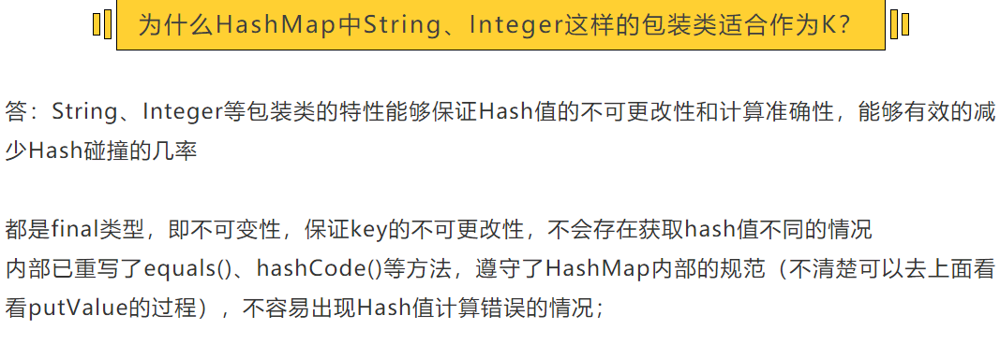 为什么HashMap中String、Integer这样的包装类适合作为K？
答：String、Integer等包装类的特性能够保证Hash值的不可更改性和计算准确性，能够有效的减
少Hash碰撞的几率
都是final类型，即不可变性，保证key的不可更改性，不会存在获取hash值不同的情况
内部已重写了equals()、hashCode()等方法，遵守了HashMap内部的规范（不清楚可以去上面看
看putValue的过程），不容易出现Hash值计算错误的情况；